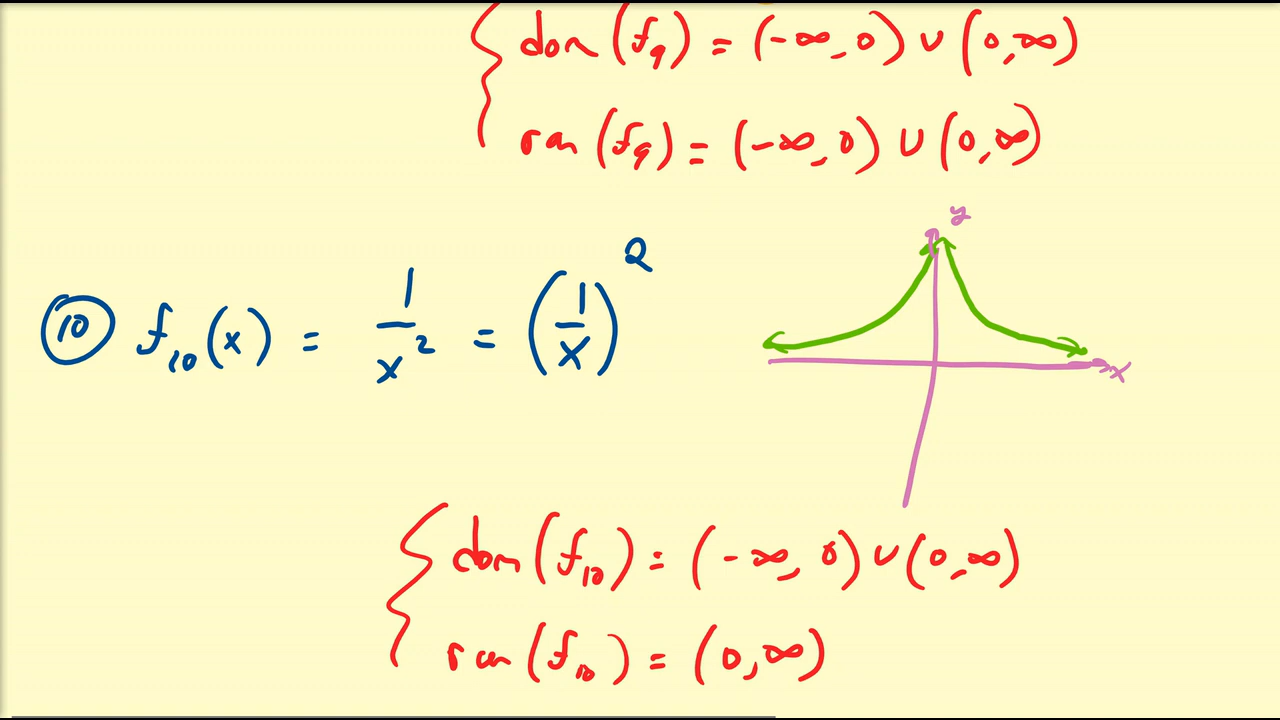 dom (f₉) = (-∞, 0) ∪ (0, ∞)
ran (f₉) = (-∞, 0) ∪ (0, ∞)
y
⑩ f₁₀(x) = 1/x² = (1/x)²
x
dom (f₁₀) = (-∞, 0) ∪ (0, ∞)
ran (f₁₀) = (0, ∞)